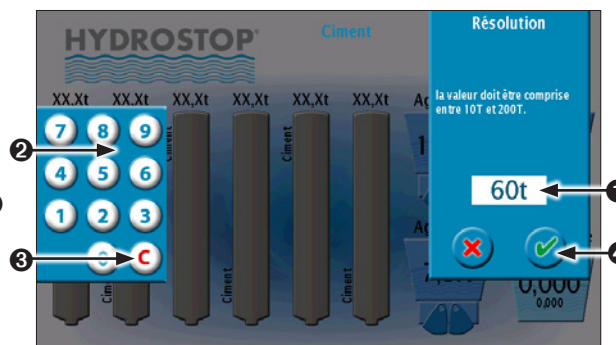 HYDROSTOP®
Ciment
Résolution
XX.Xt XX,Xt XX,Xt XX,Xt XX,Xt XX,Xt
la valeur doit être comprise
entre 10T et 200T.
7 8 9
4 5 6
1 2 3
C
60t
Ciment
Ciment
Ciment
Ciment
Ciment
0,000
0,000
❷
❸